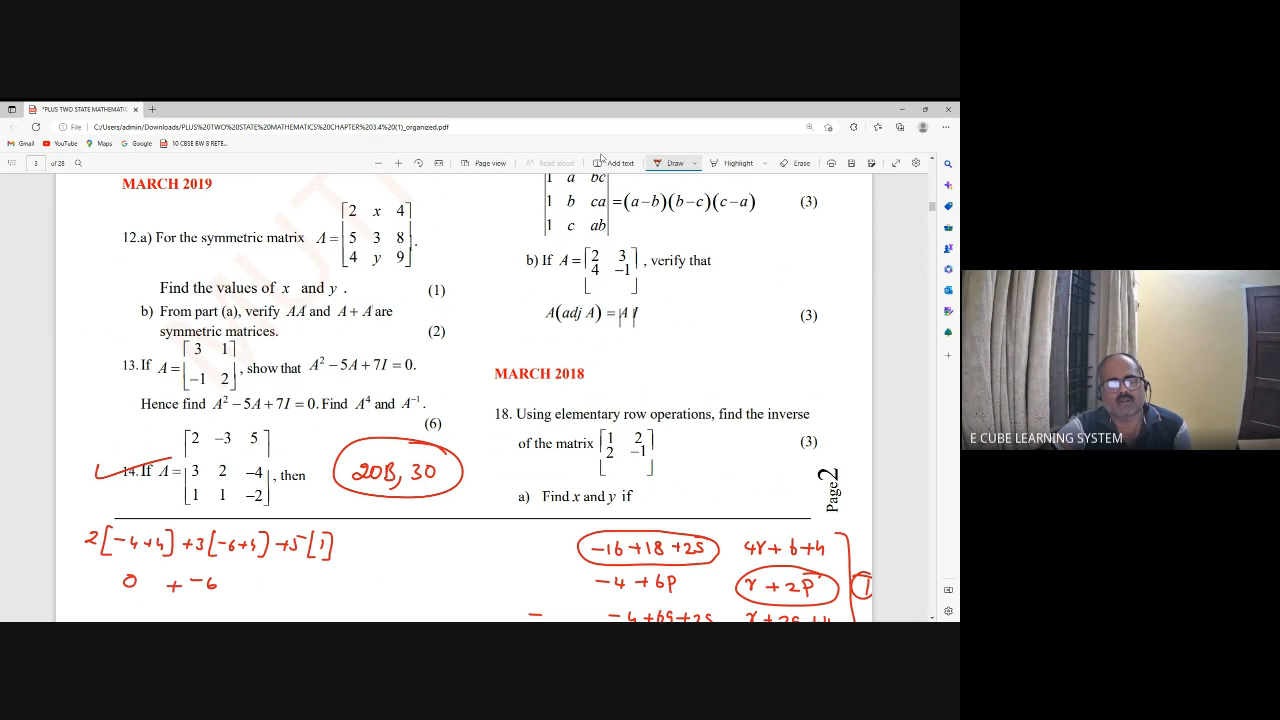 *PLUS TWO STATE MATHEMATIC
File
C:/Users/admin/Downloads/PLUS%20TWO%20STATE%20MATHEMATICS%20CHAPTER%203.4%20(1)_organized.pdf
Gmail YouTube Maps Google 10 CBSE BW 8 RETE...
3 of 28
Page view Read aloud Add text Draw Highlight Erase
MARCH 2019
12.a) For the symmetric matrix A = [2 x 4
5 3 8
4 y 9].
Find the values of x and y . (1)
b) From part (a), verify AA and A + A are (2)
symmetric matrices.
13. If A = [3 1
−1 2], show that A² − 5A + 7I = 0.
Hence find A² − 5A + 7I = 0. Find A⁴ and A⁻¹.
(6)
14. If A = [2 −3 5
3 2 −4
1 1 −2], then
20B, 30
2[-4+4] +3[-6+4] +5[1]
0 + -6
|1 a bc
1 b ca
1 c ab| = (a−b)(b−c)(c−a) (3)
b) If A = [2 3
4 −1], verify that
A(adj A) = |A|I (3)
MARCH 2018
18. Using elementary row operations, find the inverse
of the matrix [1 2
2 −1] (3)
a) Find x and y if
Page2
-16+18+25 4r+6+4
-4+6p r+2p
E CUBE LEARNING SYSTEM